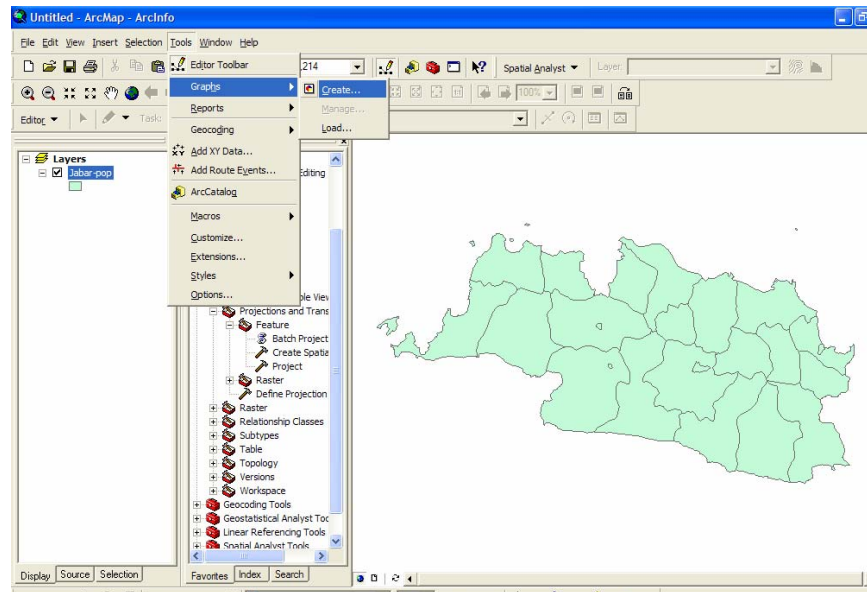 Untitled - ArcMap - ArcInfo
File Edit View Insert Selection Tools Window Help
,214
Spatial Analyst
Layer:
100%
Editor
Task:
Editor Toolbar
Graphs
Reports
Geocoding
Add XY Data...
Add Route Events...
ArcCatalog
Macros
Customize...
Extensions...
Styles
Options...
Create...
Manage...
Load...
Layers
Jabar-pop
Editing
ble View
Projections and Trans
Feature
Batch Project
Create Spatia
Project
Raster
Define Projection
Raster
Relationship Classes
Subtypes
Table
Topology
Versions
Workspace
Geocoding Tools
Geostatistical Analyst Too
Linear Referencing Tools
Spatial Analyst Tools
Display Source Selection
Favorites Index Search